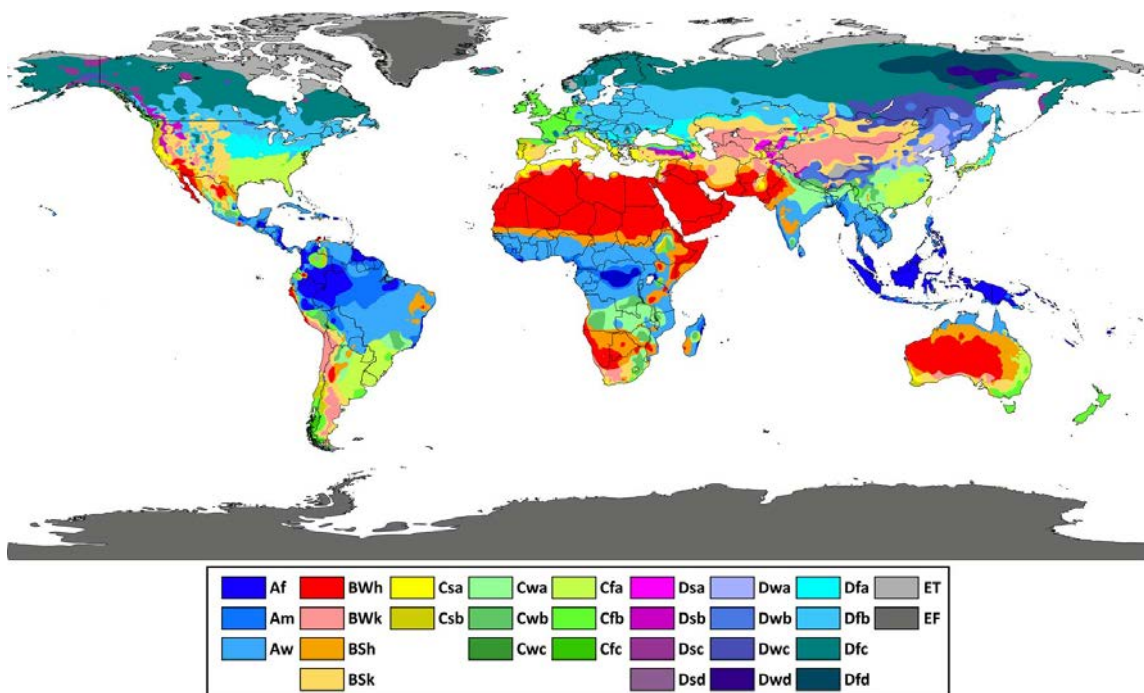 Af BWh Csa Cwa Cfa Dsa Dwa Dfa ET
Am BWk Csb Cwb Cfb Dsb Dwb Dfb EF
Aw BSh Cwc Cfc Dsc Dwc Dfc
BSk Dsd Dwd Dfd